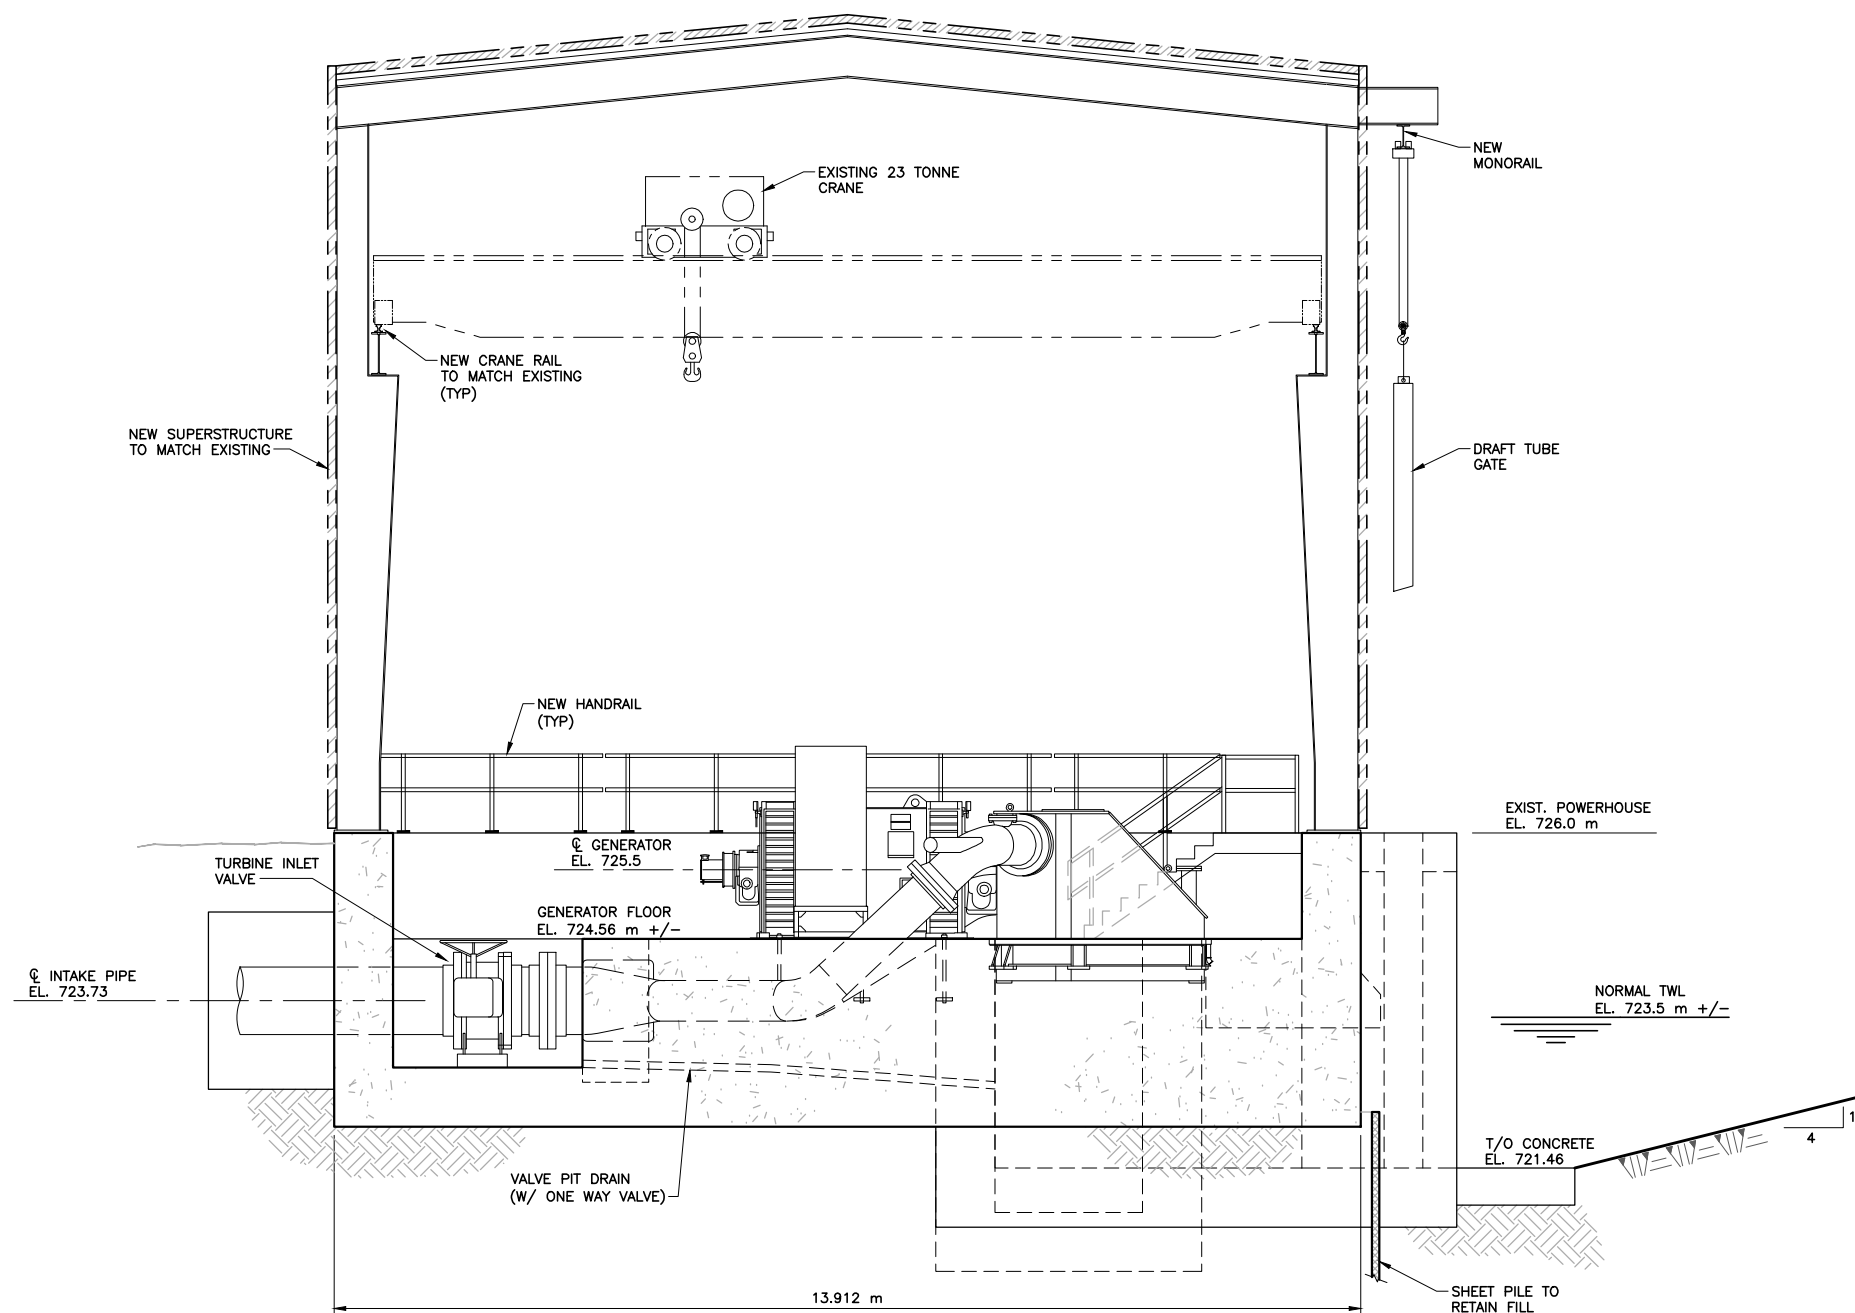 NEW
MONORAIL
EXISTING 23 TONNE
CRANE
NEW CRANE RAIL
TO MATCH EXISTING
(TYP)
NEW SUPERSTRUCTURE
TO MATCH EXISTING
DRAFT TUBE
GATE
NEW HANDRAIL
(TYP)
EXIST. POWERHOUSE
EL. 726.0 m
℄ GENERATOR
EL. 725.5
TURBINE INLET
VALVE
GENERATOR FLOOR
EL. 724.56 m +/-
℄ INTAKE PIPE
EL. 723.73
NORMAL TWL
EL. 723.5 m +/-
1
4
T/O CONCRETE
EL. 721.46
VALVE PIT DRAIN
(W/ ONE WAY VALVE)
13.912 m
SHEET PILE TO
RETAIN FILL